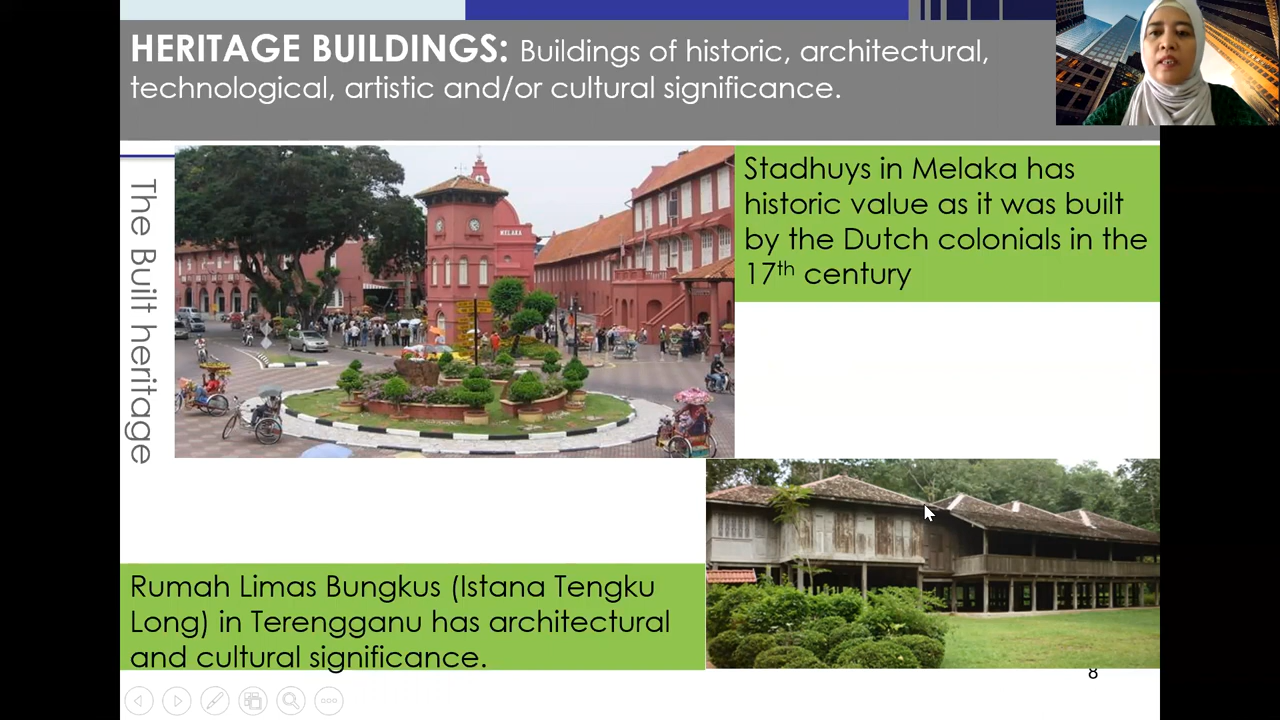 HERITAGE BUILDINGS: Buildings of historic, architectural,
technological, artistic and/or cultural significance.
The Built heritage
MELAKA
Stadhuys in Melaka has
historic value as it was built
by the Dutch colonials in the
17th century
Rumah Limas Bungkus (Istana Tengku
Long) in Terengganu has architectural
and cultural significance.
8